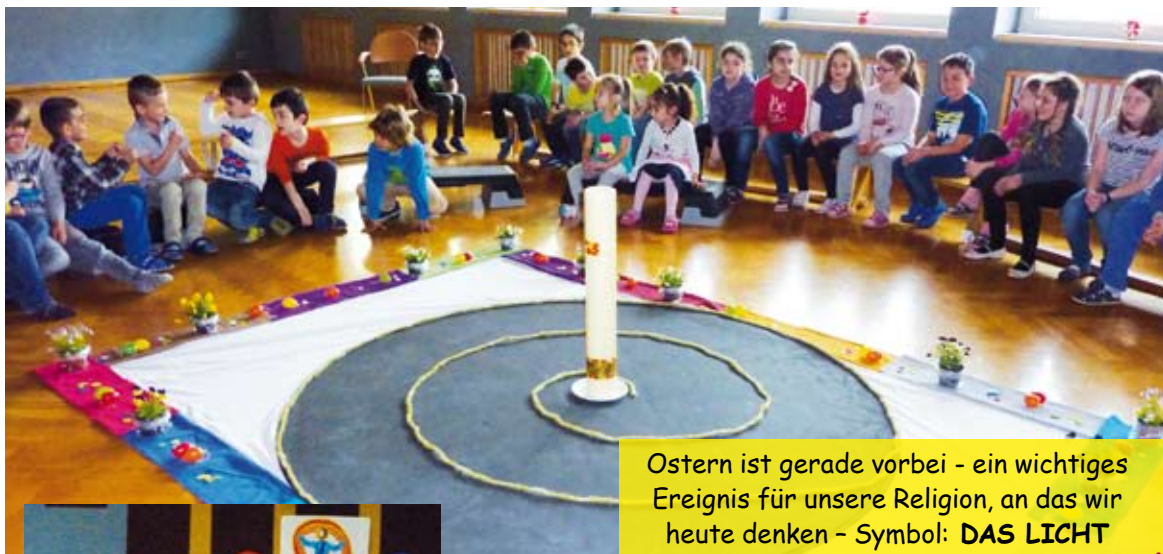 Ostern ist gerade vorbei - ein wichtiges
Ereignis für unsere Religion, an das wir
heute denken – Symbol: DAS LICHT